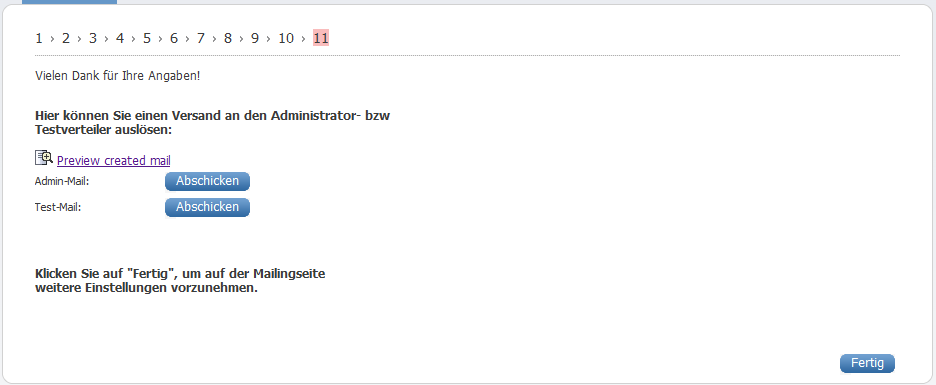 1 › 2 › 3 › 4 › 5 › 6 › 7 › 8 › 9 › 10 › 11
Vielen Dank für Ihre Angaben!
Hier können Sie einen Versand an den Administrator- bzw
Testverteiler auslösen:
Preview created mail
Admin-Mail: Abschicken
Test-Mail: Abschicken
Klicken Sie auf "Fertig", um auf der Mailingseite
weitere Einstellungen vorzunehmen.
Fertig